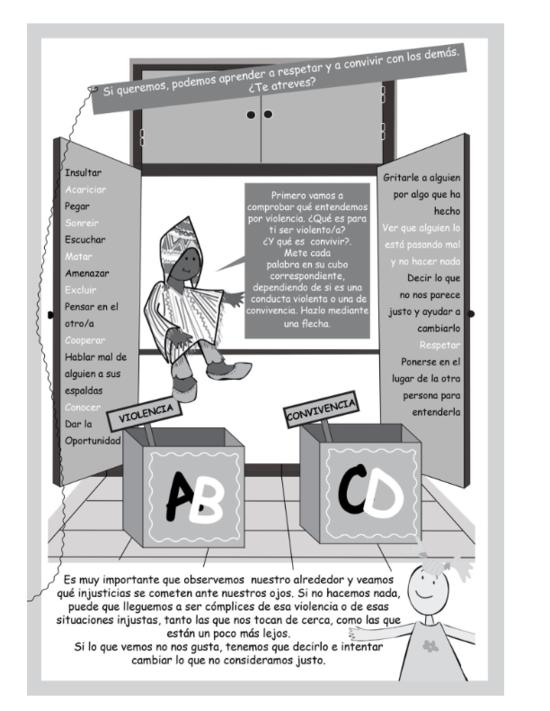 Si queremos, podemos aprender a respetar y a convivir con los demás.
¿Te atreves?
Insultar
Acariciar
Pegar
Sonreir
Escuchar
Matar
Amenazar
Excluir
Pensar en el
otro/a
Cooperar
Hablar mal de
alguien a sus
espaldas
Conocer
Dar la
Oportunidad
Primero vamos a
comprobar qué entendemos
por violencia. ¿Qué es para
ti ser violento/a?
¿Y qué es convivir?.
Mete cada
palabra en su cubo
correspondiente,
dependiendo de si es una
conducta violenta o una de
convivencia. Hazlo mediante
una flecha.
Gritarle a alguien
por algo que ha
hecho
Ver que alguien lo
está pasando mal
y no hacer nada
Decir lo que
no nos parece
justo y ayudar a
cambiarlo
Respetar
Ponerse en el
lugar de la otra
persona para
entenderla
VIOLENCIA
CONVIVENCIA
AB
CD
Es muy importante que observemos nuestro alrededor y veamos
qué injusticias se cometen ante nuestros ojos. Si no hacemos nada,
puede que lleguemos a ser cómplices de esa violencia o de esas
situaciones injustas, tanto las que nos tocan de cerca, como las que
están un poco más lejos.
Si lo que vemos no nos gusta, tenemos que decirlo e intentar
cambiar lo que no consideramos justo.